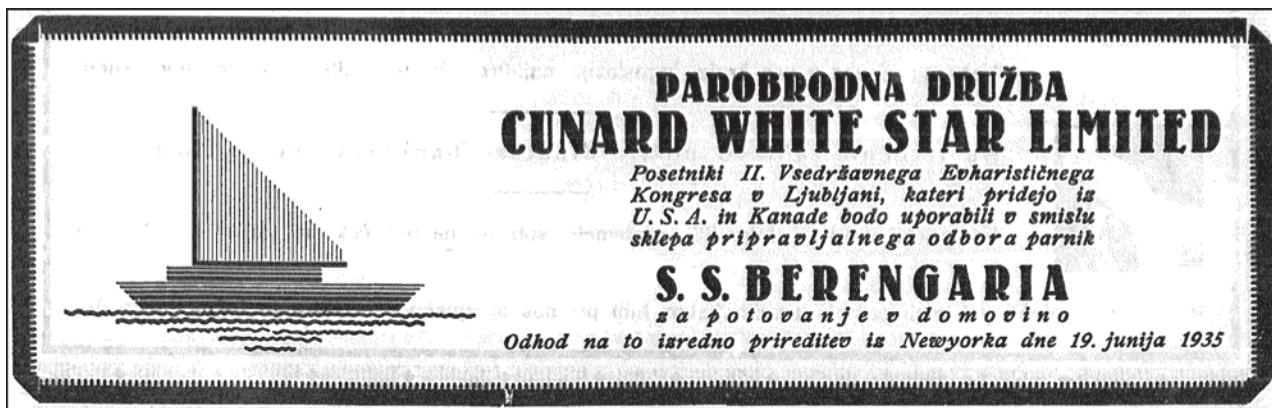 PAROBRODNA DRUŽBA
CUNARD WHITE STAR LIMITED
Posetniki II. Vsedržavnega Evharističnega
Kongresa v Ljubljani, kateri pridejo iz
U. S. A. in Kanade bodo uporabili v smislu
sklepa pripravljalnega odbora parnik
S. S. BERENGARIA
za potovanje v domovino
Odhod na to izredno prireditev iz Newyorka dne 19. junija 1935